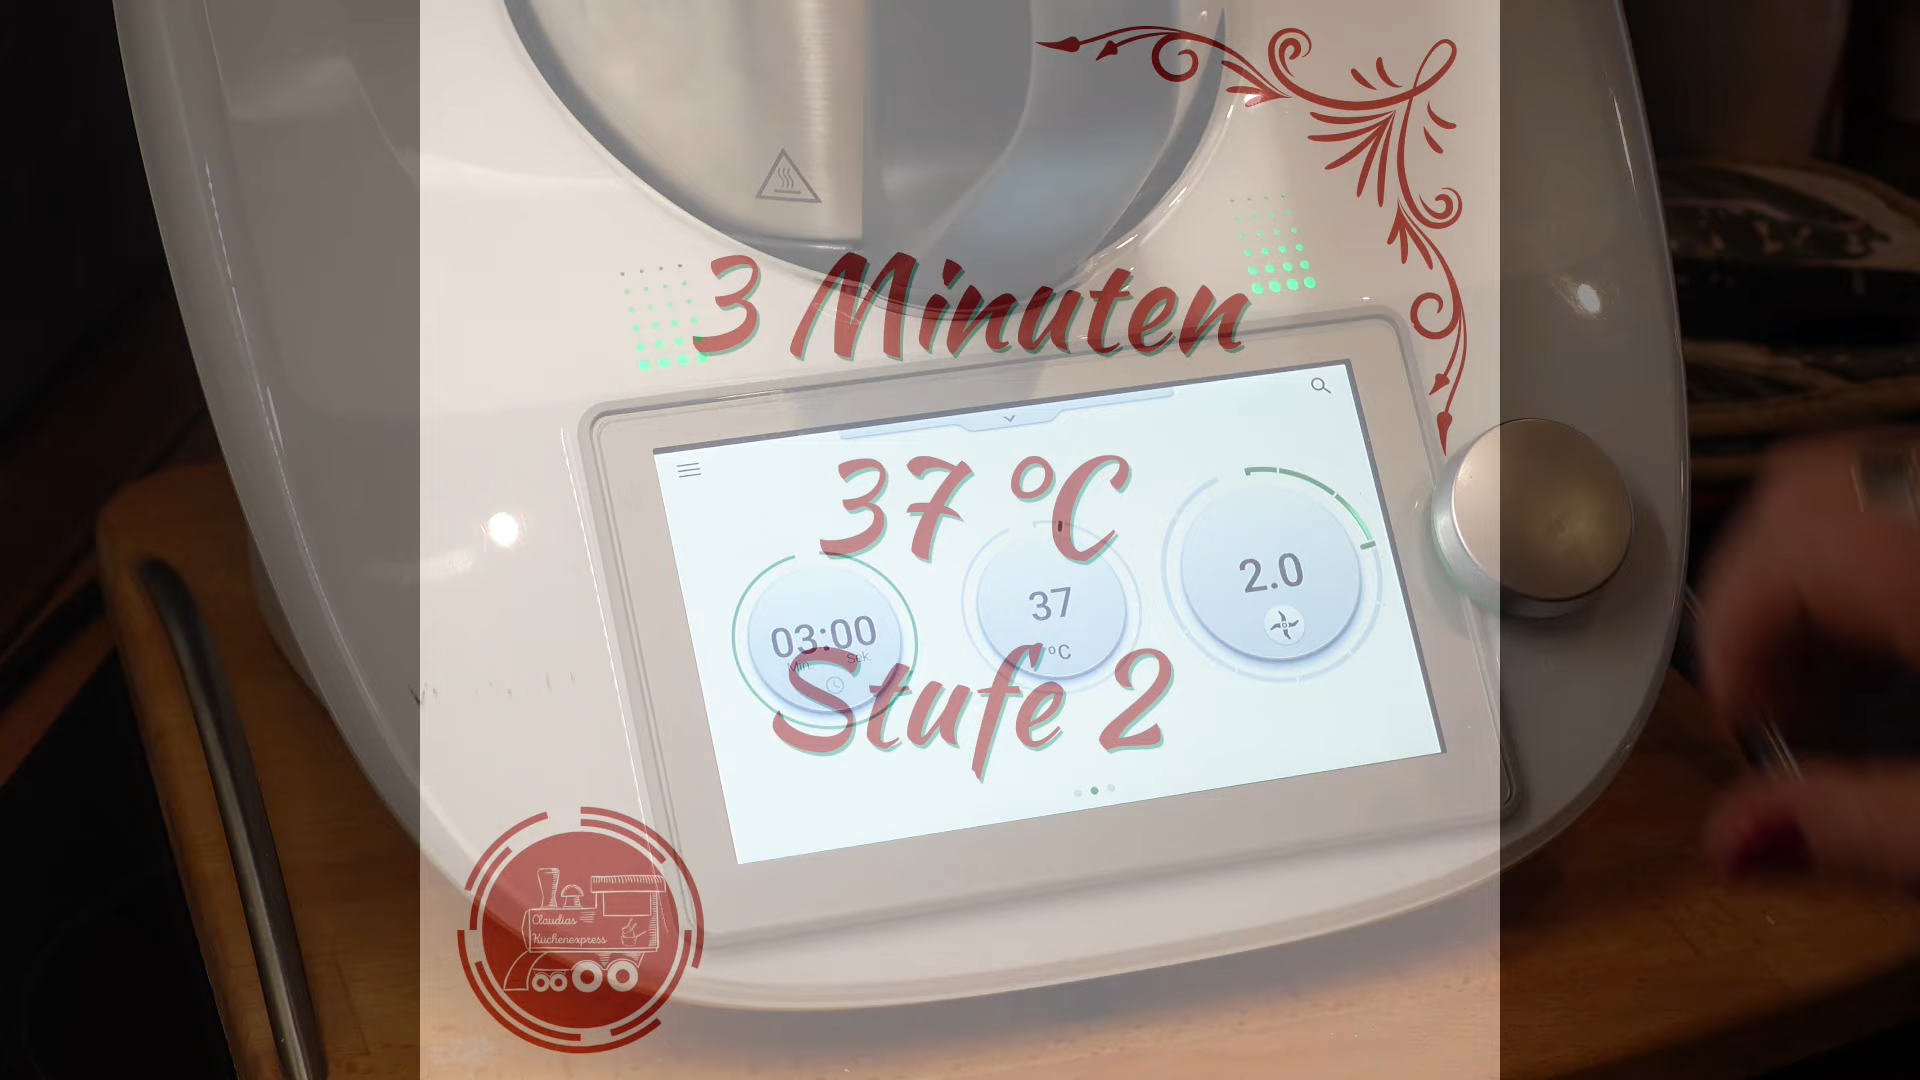 3 Minuten
37 °C
03:00
Min. Sek.
37
°C
2.0
Stufe 2
Claudias
Küchenexpress